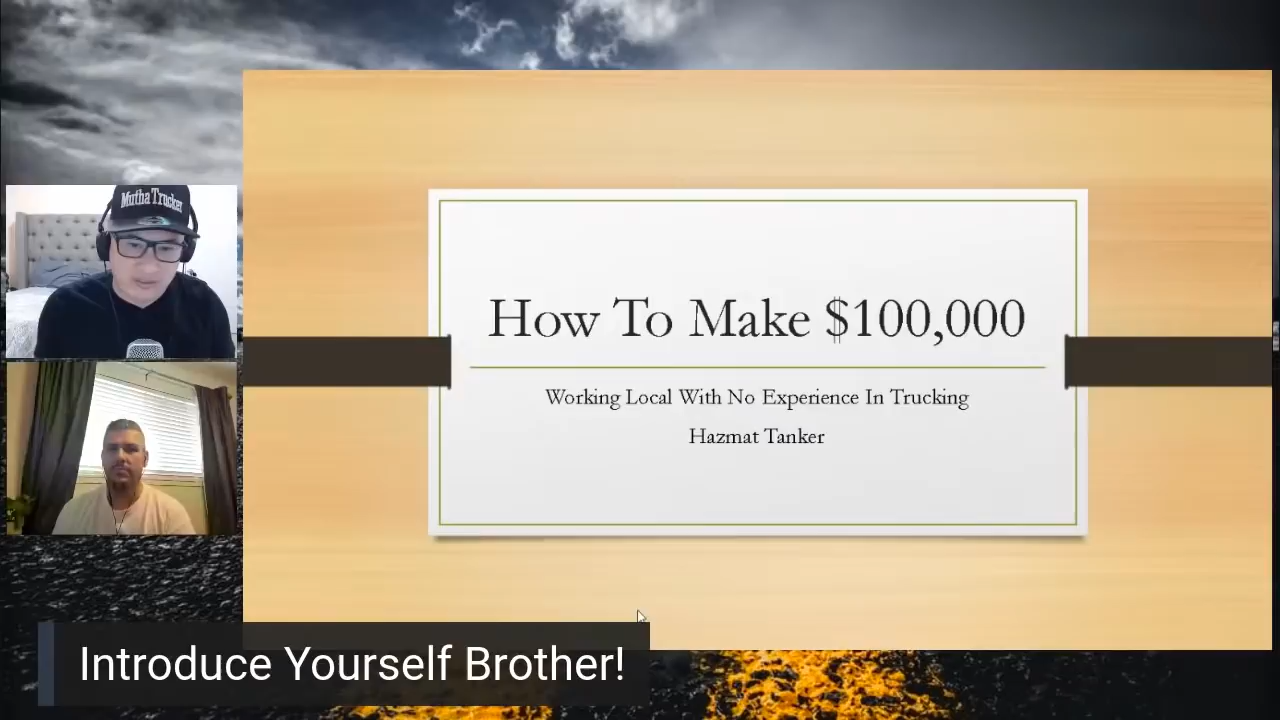 Mutha Trucker
How To Make $100,000
Working Local With No Experience In Trucking
Hazmat Tanker
Introduce Yourself Brother!